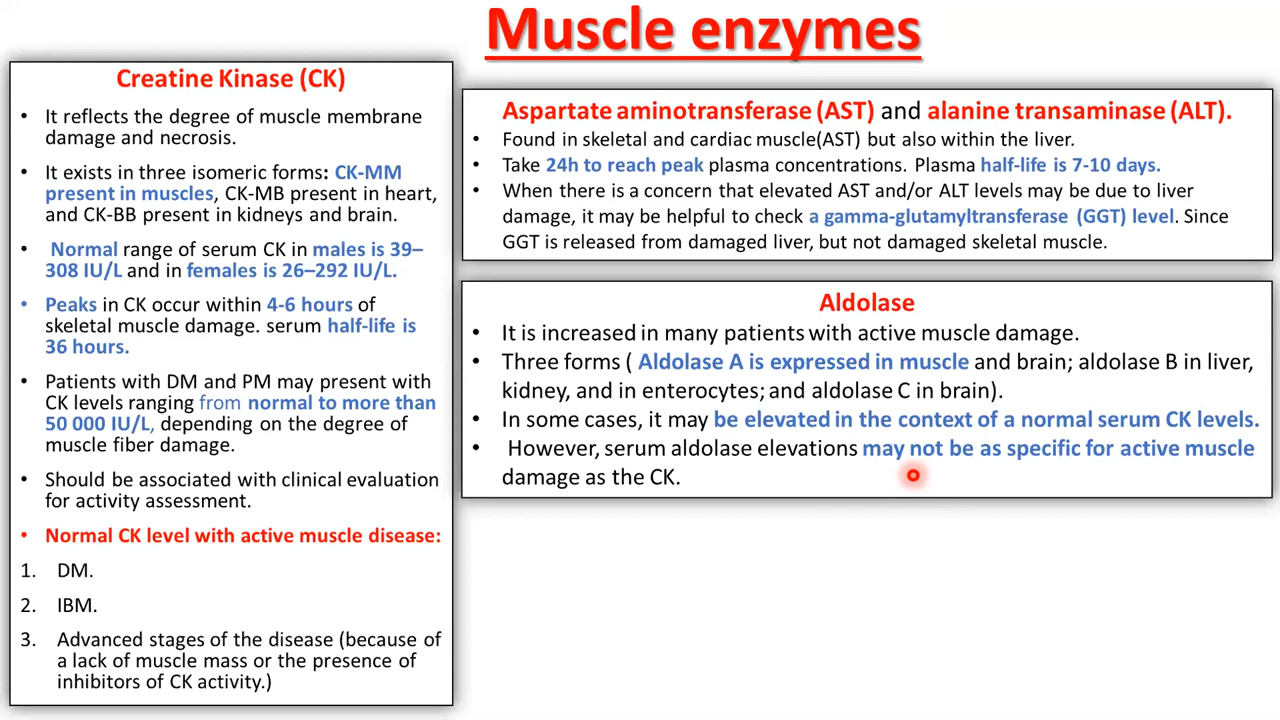 Muscle enzymes
Creatine Kinase (CK)
• It reflects the degree of muscle membrane
damage and necrosis.
• It exists in three isomeric forms: CK-MM
present in muscles, CK-MB present in heart,
and CK-BB present in kidneys and brain.
• Normal range of serum CK in males is 39–
308 IU/L and in females is 26–292 IU/L.
• Peaks in CK occur within 4-6 hours of
skeletal muscle damage. serum half-life is
36 hours.
• Patients with DM and PM may present with
CK levels ranging from normal to more than
50 000 IU/L, depending on the degree of
muscle fiber damage.
• Should be associated with clinical evaluation
for activity assessment.
• Normal CK level with active muscle disease:
1. DM.
2. IBM.
3. Advanced stages of the disease (because of
a lack of muscle mass or the presence of
inhibitors of CK activity.)
Aspartate aminotransferase (AST) and alanine transaminase (ALT).
• Found in skeletal and cardiac muscle(AST) but also within the liver.
• Take 24h to reach peak plasma concentrations. Plasma half-life is 7-10 days.
• When there is a concern that elevated AST and/or ALT levels may be due to liver
damage, it may be helpful to check a gamma-glutamyltransferase (GGT) level. Since
GGT is released from damaged liver, but not damaged skeletal muscle.
Aldolase
• It is increased in many patients with active muscle damage.
• Three forms ( Aldolase A is expressed in muscle and brain; aldolase B in liver,
kidney, and in enterocytes; and aldolase C in brain).
• In some cases, it may be elevated in the context of a normal serum CK levels.
• However, serum aldolase elevations may not be as specific for active muscle
damage as the CK.